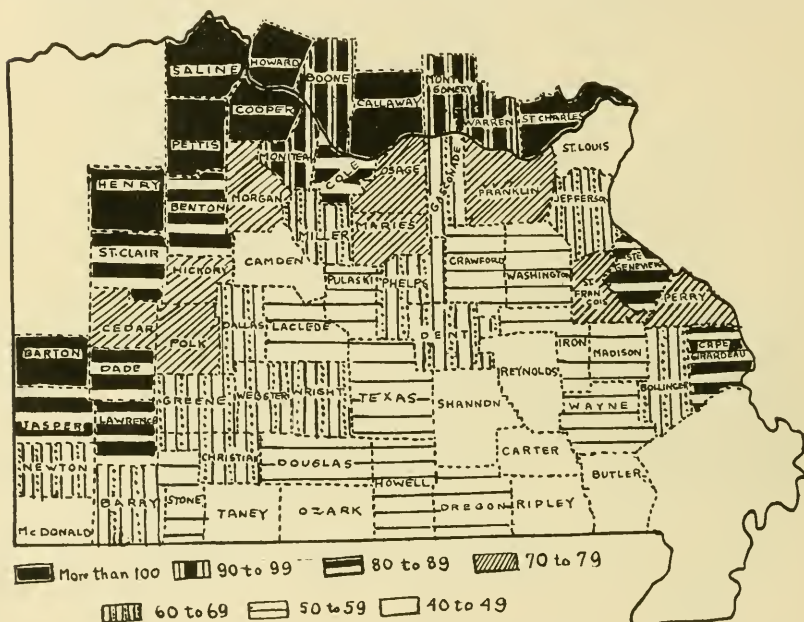 SALINE
HOWARD
BOONE
COOPER
CALLAWAY
MONT
GOMERY
WARREN
ST CHARLES
PETTIS
MONITEA
COLE
OSAGE
GASCONADE
FRANKLIN
ST. LOUIS
JEFFERSON
HENRY
BENTON
MORGAN
MILLER
MARIES
ST. CLAIR
HICKORY
CAMDEN
PULASKI
PHELPS
CRAWFORD
WASHINGTON
STE
GENEVIEVE
ST
FRAN
SOIS
PERRY
CEDAR
POLK
DALLAS
LACLEDE
DENT
IRON
MADISON
CAPE
GIRARDEAU
BARTON
DADE
GREENE
WEBSTER
WRIGHT
TEXAS
SHANNON
REYNOLDS
WAYNE
BOLLINGER
JASPER
LAWRENCE
NEWTON
CHRISTIA
DOUGLAS
HOWELL
CARTER
BUTLER
BARRY
STONE
TANEY
OZARK
OREGON
RIPLEY
McDONALD
More than 100 90 to 99 80 to 89 70 to 79
60 to 69 50 to 59 40 to 49